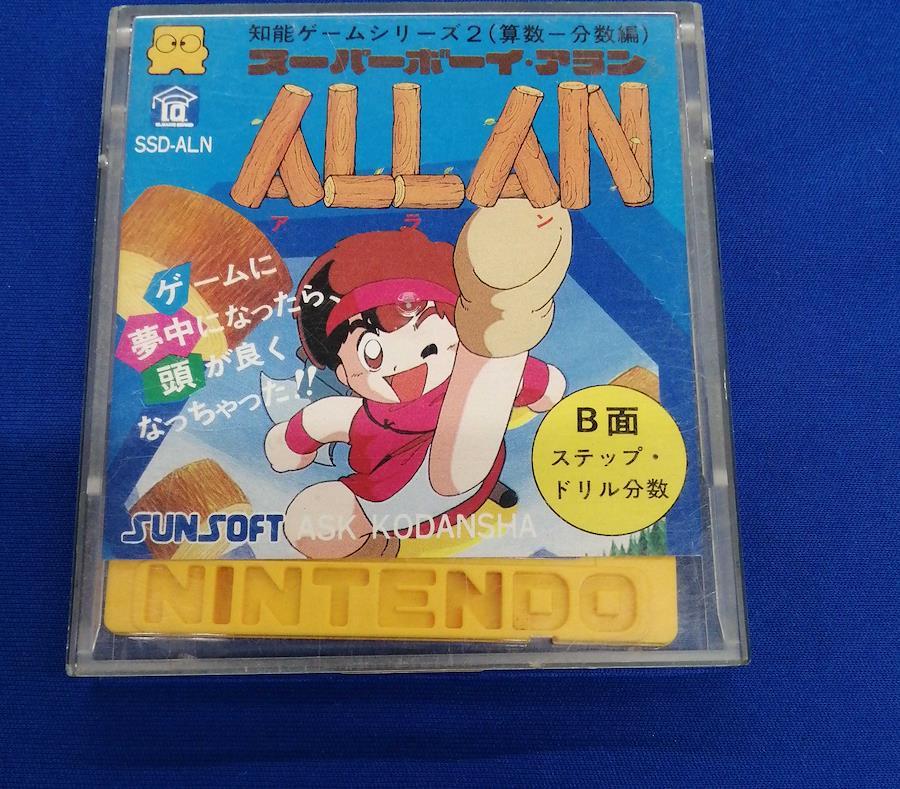 知能ゲームシリーズ2(算数－分数編)
スーパーボーイ・アラン
IQ
SSD-ALN
ALLAN
アラン
ゲームに
夢中になったら、
頭が良く
なっちゃった!!
B面
ステップ・
ドリル分数
SUNSOFT ASK KODANSHA
NINTENDO